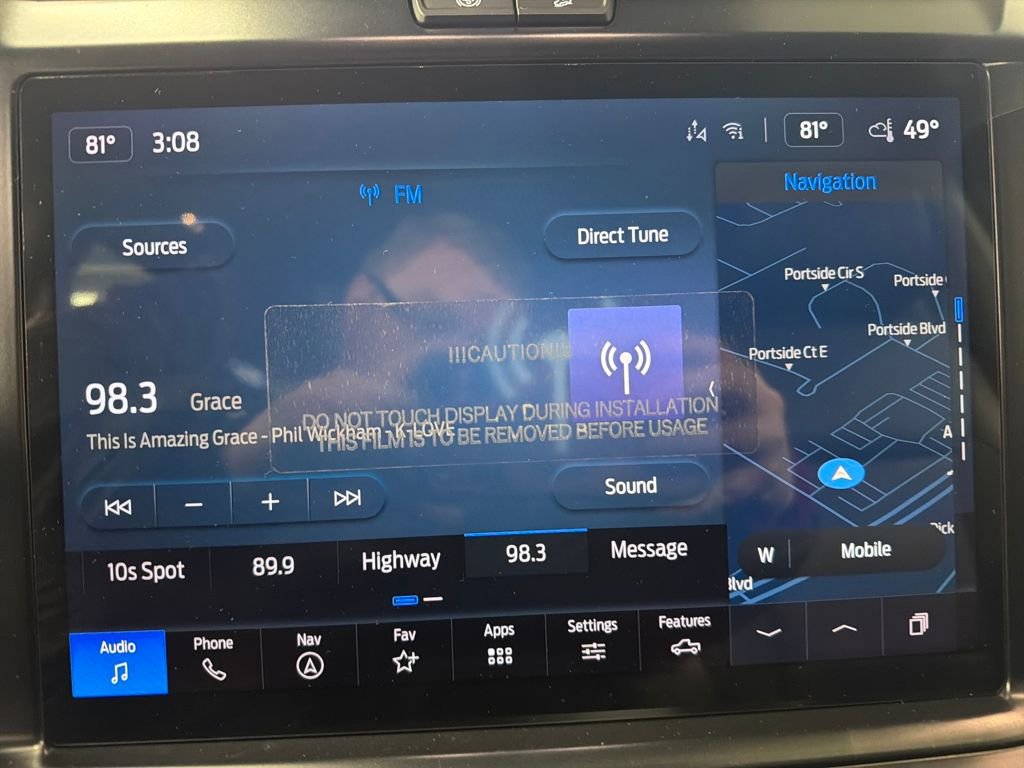 81° 3:08 81° 49°
FM
Navigation
Sources
Direct Tune
Portside Cir S
Portside
Portside Blvd
Portside Ct E
!!!CAUTION!!!
98.3 Grace
DO NOT TOUCH DISPLAY DURING INSTALLATION
This Is Amazing Grace - Phil Wickham - K-LOVE
THIS FILM IS TO BE REMOVED BEFORE USAGE
A
Sound
10s Spot
89.9
Highway
98.3
Message
W
Mobile
lvd
Audio
Phone
Nav
Fav
Apps
Settings
Features